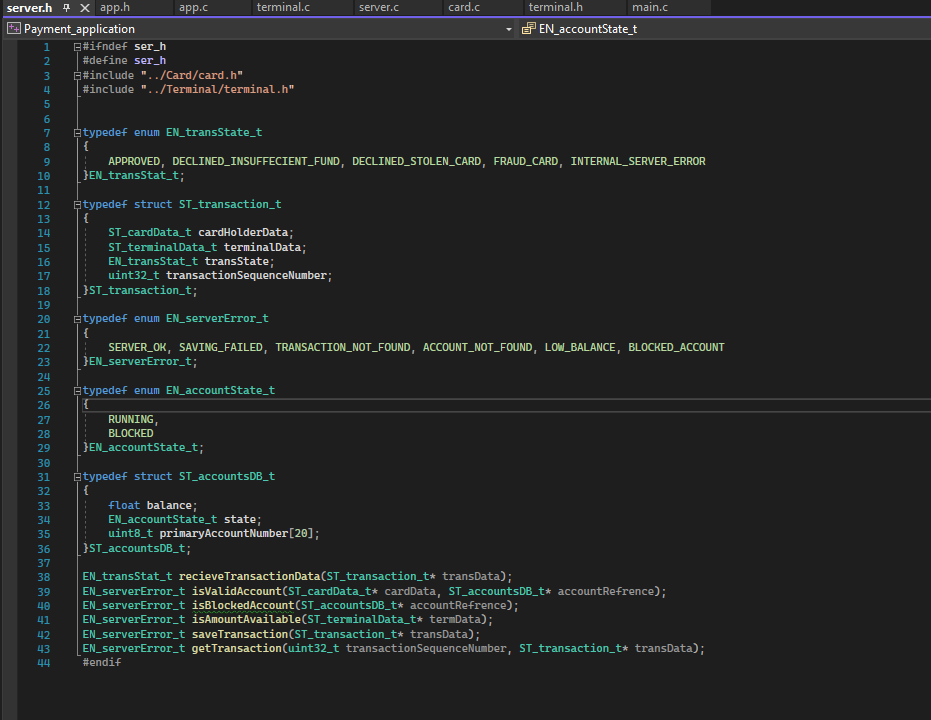 server.h app.h app.c terminal.c server.c card.c terminal.h main.c
Payment_application EN_accountState_t
1 #ifndef ser_h
2 #define ser_h
3 #include "../Card/card.h"
4 #include "../Terminal/terminal.h"
5
6
7 typedef enum EN_transState_t
8 {
9 APPROVED, DECLINED_INSUFFECIENT_FUND, DECLINED_STOLEN_CARD, FRAUD_CARD, INTERNAL_SERVER_ERROR
10 }EN_transStat_t;
11
12 typedef struct ST_transaction_t
13 {
14 ST_cardData_t cardHolderData;
15 ST_terminalData_t terminalData;
16 EN_transStat_t transState;
17 uint32_t transactionSequenceNumber;
18 }ST_transaction_t;
19
20 typedef enum EN_serverError_t
21 {
22 SERVER_OK, SAVING_FAILED, TRANSACTION_NOT_FOUND, ACCOUNT_NOT_FOUND, LOW_BALANCE, BLOCKED_ACCOUNT
23 }EN_serverError_t;
24
25 typedef enum EN_accountState_t
26 {
27 RUNNING,
28 BLOCKED
29 }EN_accountState_t;
30
31 typedef struct ST_accountsDB_t
32 {
33 float balance;
34 EN_accountState_t state;
35 uint8_t primaryAccountNumber[20];
36 }ST_accountsDB_t;
37
38 EN_transStat_t recieveTransactionData(ST_transaction_t* transData);
39 EN_serverError_t isValidAccount(ST_cardData_t* cardData, ST_accountsDB_t* accountRefrence);
40 EN_serverError_t isBlockedAccount(ST_accountsDB_t* accountRefrence);
41 EN_serverError_t isAmountAvailable(ST_terminalData_t* termData);
42 EN_serverError_t saveTransaction(ST_transaction_t* transData);
43 EN_serverError_t getTransaction(uint32_t transactionSequenceNumber, ST_transaction_t* transData);
44 #endif